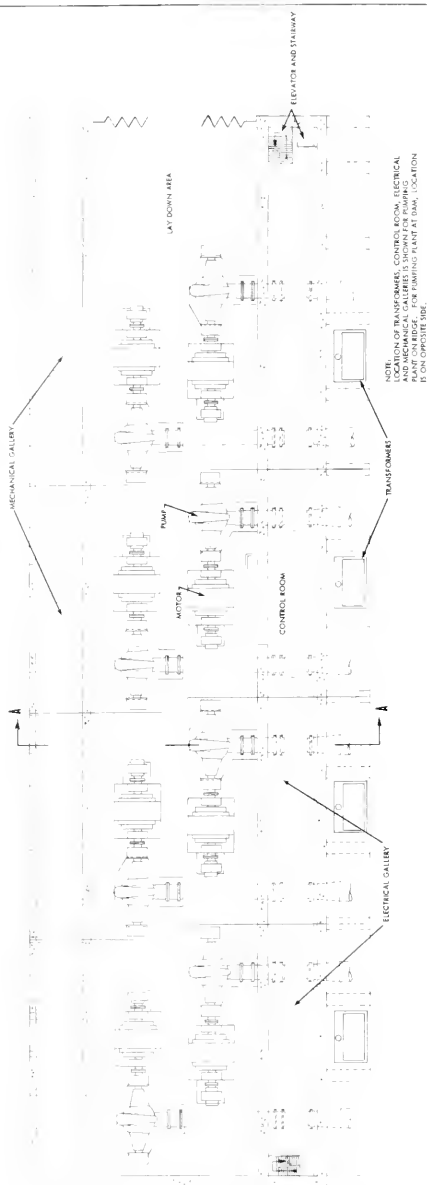 MECHANICAL GALLERY
ELEVATOR AND STAIRWAY
LAY DOWN AREA
PUMP
MOTOR
CONTROL ROOM
A
A
ELECTRICAL GALLERY
TRANSFORMERS
NOTE:
LOCATION OF TRANSFORMERS, CONTROL ROOM, ELECTRICAL
AND MECHANICAL GALLERIES IS SHOWN FOR PUMPING
PLANT ON RIDGE. FOR PUMPING PLANT AT DAM, LOCATION
IS ON OPPOSITE SIDE.